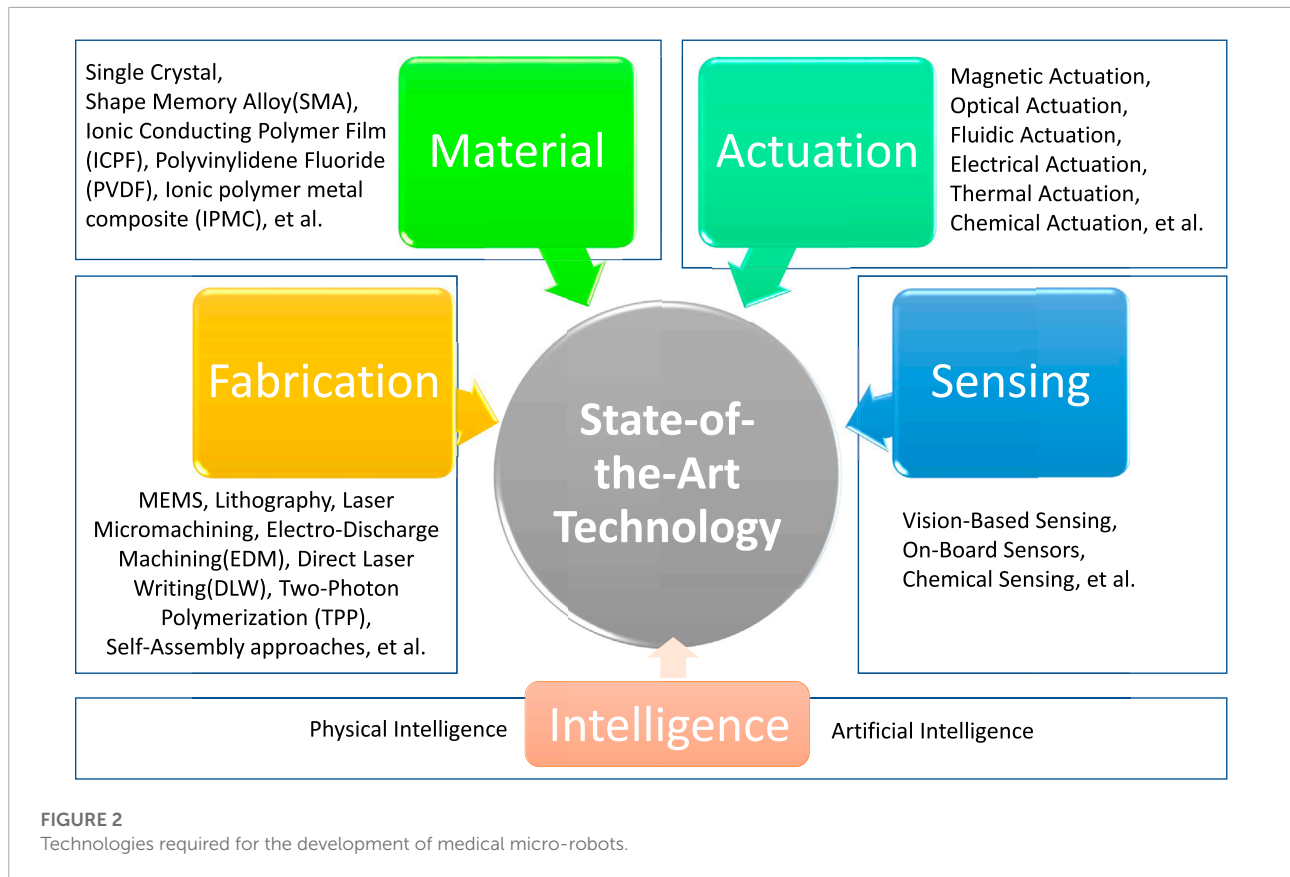 Single Crystal,
Shape Memory Alloy(SMA),
Ionic Conducting Polymer Film
(ICPF), Polyvinylidene Fluoride
(PVDF), Ionic polymer metal
composite (IPMC), et al.
Material
Actuation
Magnetic Actuation,
Optical Actuation,
Fluidic Actuation,
Electrical Actuation,
Thermal Actuation,
Chemical Actuation, et al.
Fabrication
MEMS, Lithography, Laser
Micromachining, Electro-Discharge
Machining(EDM), Direct Laser
Writing(DLW), Two-Photon
Polymerization (TPP),
Self-Assembly approaches, et al.
State-of-
the-Art
Technology
Sensing
Vision-Based Sensing,
On-Board Sensors,
Chemical Sensing, et al.
Physical Intelligence
Intelligence
Artificial Intelligence
FIGURE 2
Technologies required for the development of medical micro-robots.